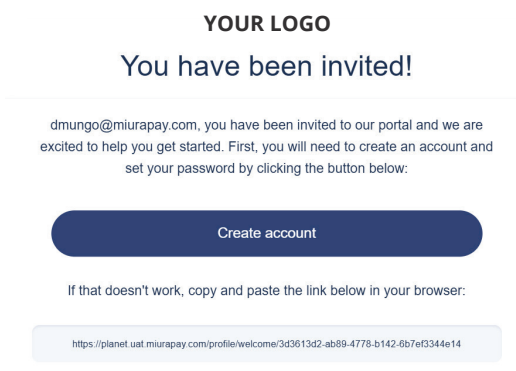 YOUR LOGO
You have been invited!
dmungo@miurapay.com, you have been invited to our portal and we are
excited to help you get started. First, you will need to create an account and
set your password by clicking the button below:
Create account
If that doesn't work, copy and paste the link below in your browser:
https://planet.uat.miurapay.com/profile/welcome/3d3613d2-ab89-4778-b142-6b7ef3344e14